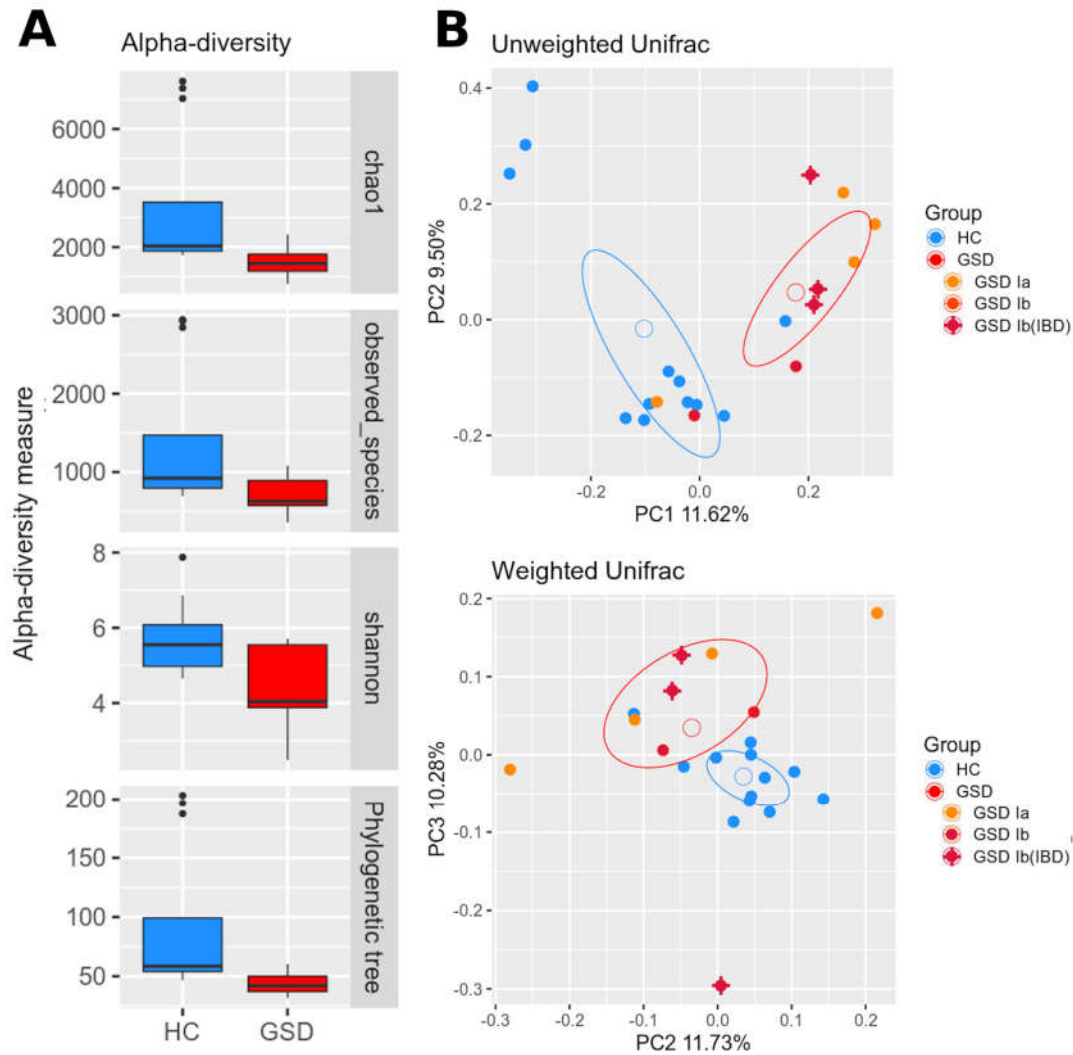 A
Alpha-diversity
Alpha-diversity measure
6000
4000
2000
chao1
3000
2000
1000
observed_species
8
6
4
shannon
200
150
100
50
Phylogenetic tree
HC
GSD
B
Unweighted Unifrac
PC2 9.50%
0.4
0.2
0.0
-0.2
-0.2
0.0
0.2
PC1 11.62%
Group
HC
GSD
GSD Ia
GSD Ib
GSD Ib(IBD)
Weighted Unifrac
PC3 10.28%
0.2
0.1
0.0
-0.1
-0.2
-0.3
-0.3
-0.2
-0.1
0.0
0.1
0.2
PC2 11.73%
Group
HC
GSD
GSD Ia
GSD Ib
GSD Ib(IBD)